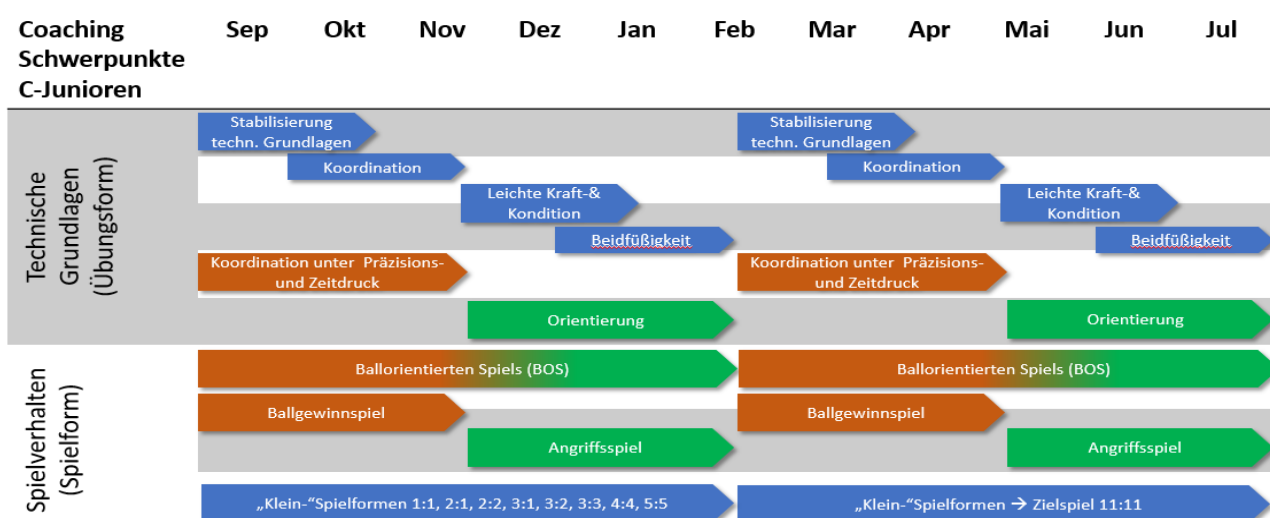 Coaching
Schwerpunkte
C-Junioren
Sep Okt Nov Dez Jan Feb Mar Apr Mai Jun Jul
Technische
Grundlagen
(Übungsform)
Stabilisierung
techn. Grundlagen
Stabilisierung
techn. Grundlagen
Koordination
Koordination
Leichte Kraft-&
Kondition
Leichte Kraft-&
Kondition
Beidfüßigkeit
Beidfüßigkeit
Koordination unter Präzisions-
und Zeitdruck
Koordination unter Präzisions-
und Zeitdruck
Orientierung
Orientierung
Spielverhalten
(Spielform)
Ballorientierten Spiels (BOS)
Ballorientierten Spiels (BOS)
Ballgewinnspiel
Ballgewinnspiel
Angriffsspiel
Angriffsspiel
„Klein-“Spielformen 1:1, 2:1, 2:2, 3:1, 3:2, 3:3, 4:4, 5:5
„Klein-“Spielformen → Zielspiel 11:11